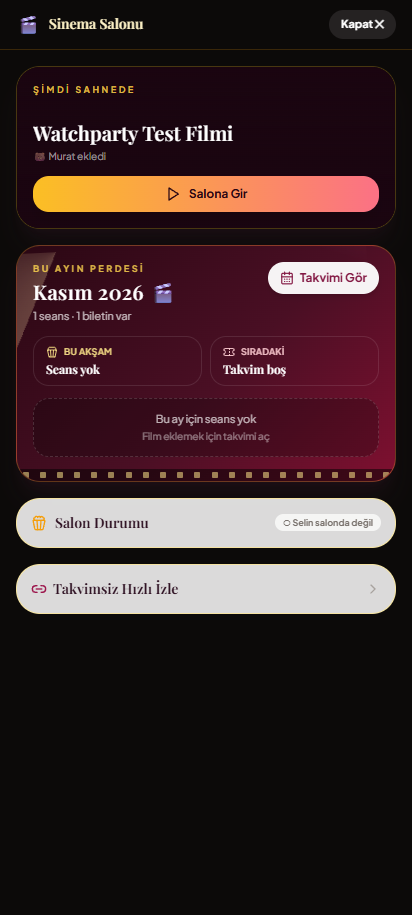 Sinema Salonu
Kapat
ŞİMDİ SAHNEDE
Watchparty Test Filmi
Murat ekledi
Salona Gir
BU AYIN PERDESİ
Kasım 2026
Takvimi Gör
1 seans · 1 biletin var
BU AKŞAM
Seans yok
SIRADAKİ
Takvim boş
Bu ay için seans yok
Film eklemek için takvimi aç
Salon Durumu
Selin salonda değil
Takvimsiz Hızlı İzle